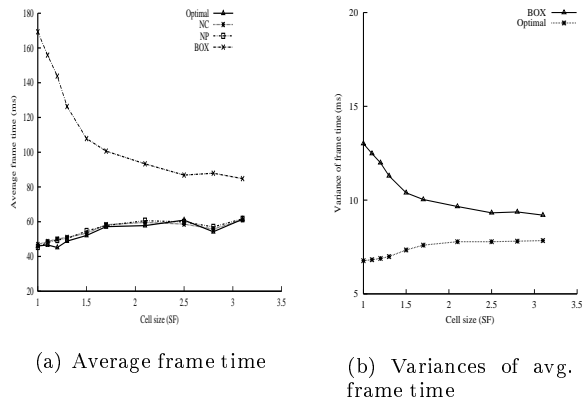 Optimal
NC
NP
BOX
180
160
140
120
100
80
60
40
20
Average frame time (ms)
1
1.5
2
2.5
3
3.5
Cell size (SF)
(a) Average frame time
BOX
Optimal
20
15
10
5
Variance of frame time (ms)
1
1.5
2
2.5
3
3.5
Cell size (SF)
(b) Variances of avg.
frame time